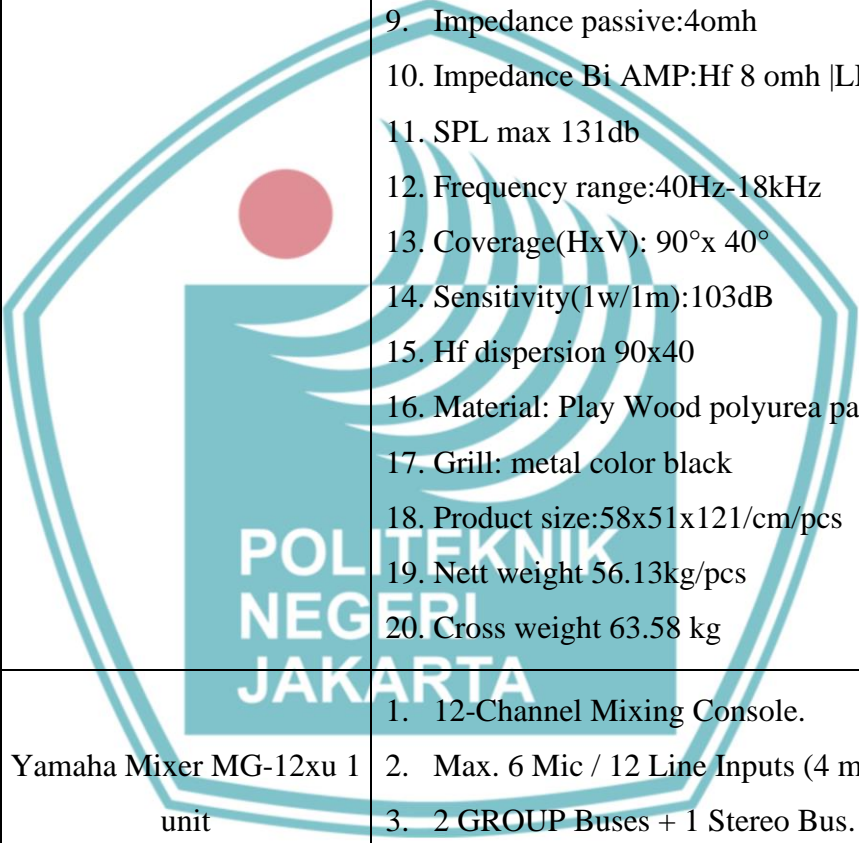 9. Impedance passive:4omh
10. Impedance Bi AMP:Hf 8 omh |
11. SPL max 131db
12. Frequency range:40Hz-18kHz
13. Coverage(HxV): 90°x 40°
14. Sensitivity(1w/1m):103dB
15. Hf dispersion 90x40
16. Material: Play Wood polyurea
17. Grill: metal color black
18. Product size:58x51x121/cm/pcs
19. Nett weight 56.13kg/pcs
20. Cross weight 63.58 kg
POLITEKNIK
NEGERI
JAKARTA
Yamaha Mixer MG-12xu 1
unit
1. 12-Channel Mixing Console.
2. Max. 6 Mic / 12 Line Inputs (4
3. 2 GROUP Buses + 1 Stereo Bus.